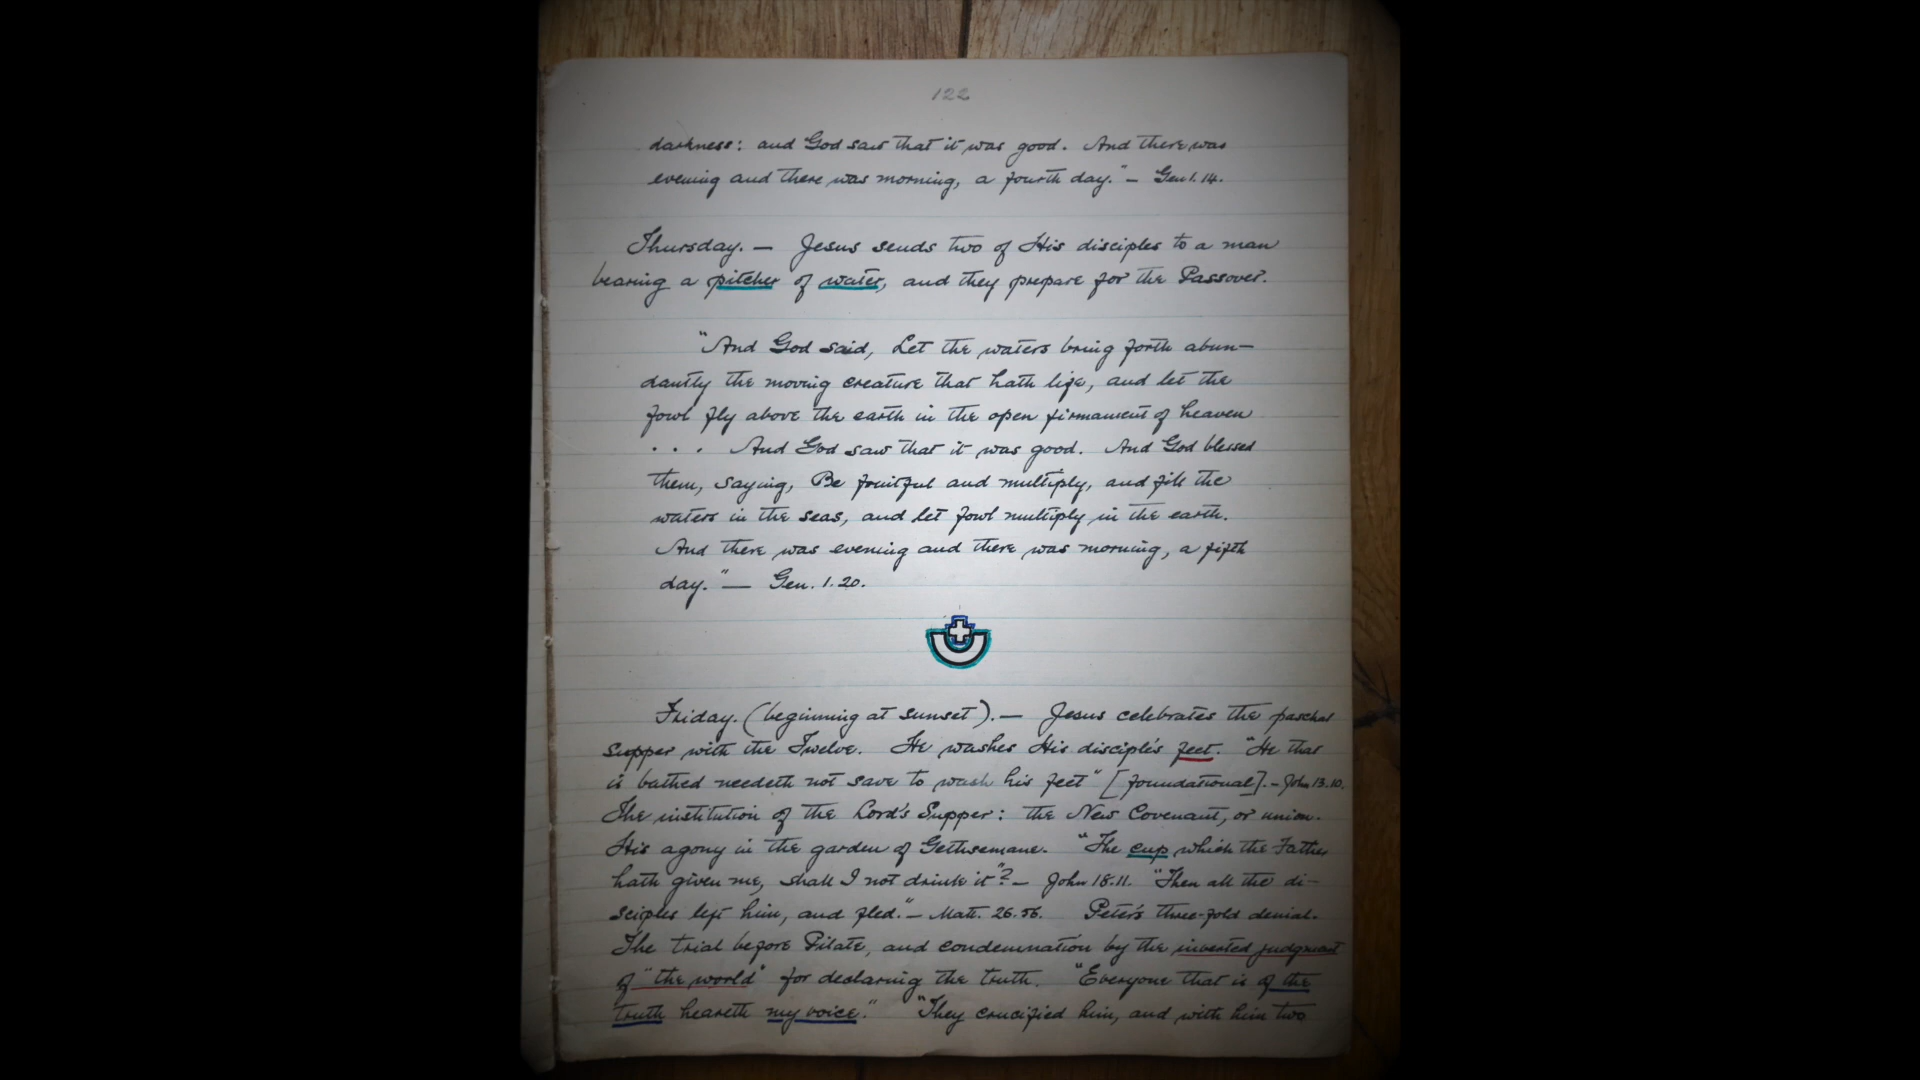 122
darkness: and God saw that it was good. And there was
evening and there was morning, a fourth day." — Gen 1. 14.
Thursday. — Jesus sends two of His disciples to a man
bearing a pitcher of water, and they prepare for the Passover.
"And God said, Let the waters bring forth abun-
dantly the moving creature that hath life, and let the
fowl fly above the earth in the open firmament of heaven
. . . And God saw that it was good. And God blessed
them, saying, Be fruitful and multiply, and fill the
waters in the seas, and let fowl multiply in the earth.
And there was evening and there was morning, a fifth
day." — Gen. 1. 20.
Friday. (beginning at sunset). — Jesus celebrates the paschal
supper with the Twelve. He washes His disciple's feet. "He that
is bathed needeth not save to wash his feet" [foundational]. - John 13.10.
The institution of the Lord's Supper: the New Covenant, or union.
His agony in the garden of Gethsemane. "The cup which the Father
hath given me, shall I not drink it"? — John 18.11. "Then all the di-
sciples left him, and fled." — Matt. 26.56. Peter's three-fold denial.
The trial before Pilate, and condemnation by the inverted judgment
of "the world" for declaring the truth. "Everyone that is of the
truth heareth my voice." "They crucified him, and with him two